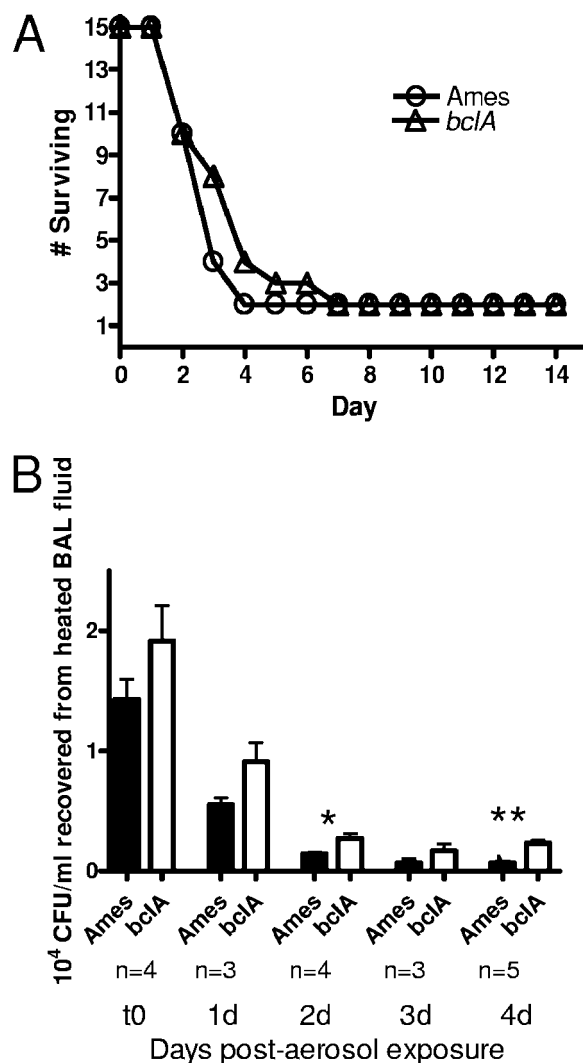 A
# Surviving
15
13
11
9
7
5
3
1
Ames
bclA
0 2 4 6 8 10 12 14
Day
B
10⁴ CFU/ml recovered from heated BAL fluid
2
1
0
* **
Ames bclA Ames bclA Ames bclA Ames bclA Ames bclA
n=4 n=3 n=4 n=3 n=5
t0 1d 2d 3d 4d
Days post-aerosol exposure